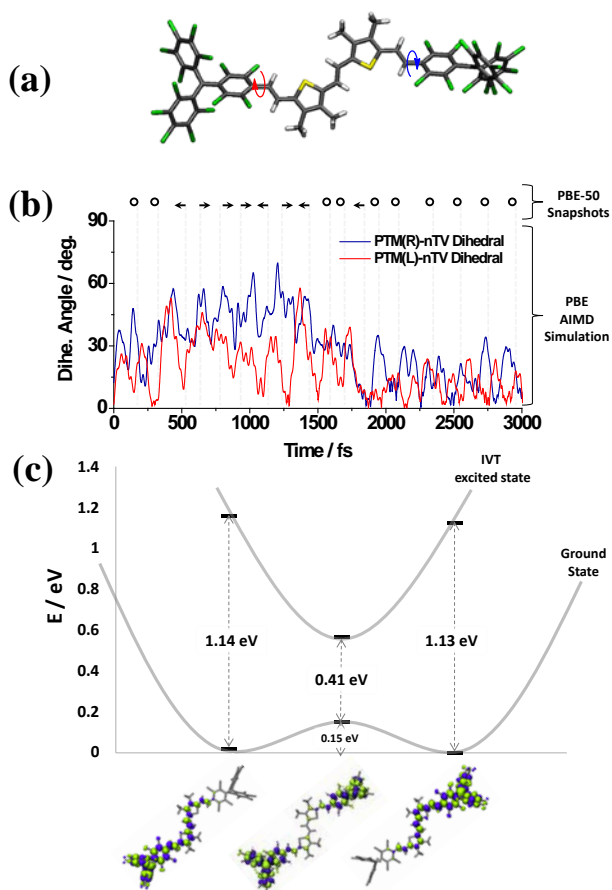 (a)
(b)
PBE-50
Snapshots
90
60
30
0
Dihe. Angle / deg.
PTM(R)-nTV Dihedral
PTM(L)-nTV Dihedral
PBE
AIMD
Simulation
0 500 1000 1500 2000 2500 3000
Time / fs
(c)
1.4
1.2
1
0.8
0.6
0.4
0.2
0
E / eV
IVT
excited state
Ground
State
1.14 eV
0.41 eV
1.13 eV
0.15 eV